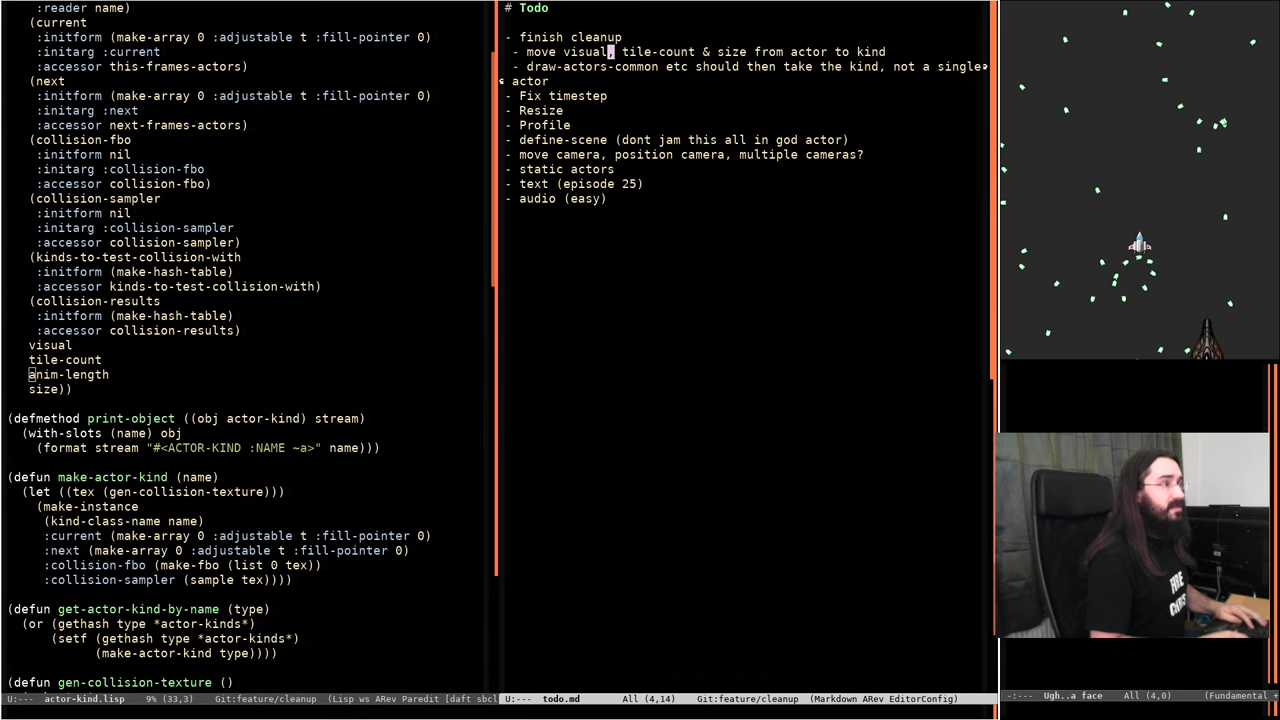 :reader name)
(current
:initform (make-array 0 :adjustable t :fill-pointer 0)
:initarg :current
:accessor this-frames-actors)
(next
:initform (make-array 0 :adjustable t :fill-pointer 0)
:initarg :next
:accessor next-frames-actors)
(collision-fbo
:initform nil
:initarg :collision-fbo
:accessor collision-fbo)
(collision-sampler
:initform nil
:initarg :collision-sampler
:accessor collision-sampler)
(kinds-to-test-collision-with
:initform (make-hash-table)
:accessor kinds-to-test-collision-with)
(collision-results
:initform (make-hash-table)
:accessor collision-results)
visual
tile-count
anim-length
size))
(defmethod print-object ((obj actor-kind) stream)
(with-slots (name) obj
(format stream "#<ACTOR-KIND :NAME ~a>" name)))
(defun make-actor-kind (name)
(let ((tex (gen-collision-texture)))
(make-instance
(kind-class-name name)
:current (make-array 0 :adjustable t :fill-pointer 0)
:next (make-array 0 :adjustable t :fill-pointer 0)
:collision-fbo (make-fbo (list 0 tex))
:collision-sampler (sample tex))))
(defun get-actor-kind-by-name (type)
(or (gethash type *actor-kinds*)
(setf (gethash type *actor-kinds*)
(make-actor-kind type))))
(defun gen-collision-texture ()
U:--- actor-kind.lisp 9% (33,3) Git:feature/cleanup (Lisp ws ARev Paredit [daft sbcl
# Todo
- finish cleanup
- move visual, tile-count & size from actor to kind
- draw-actors-common etc should then take the kind, not a single
actor
- Fix timestep
- Resize
- Profile
- define-scene (dont jam this all in god actor)
- move camera, position camera, multiple cameras?
- static actors
- text (episode 25)
- audio (easy)
U:--- todo.md All (4,14) Git:feature/cleanup (Markdown ARev EditorConfig)
-:--- Ugh..a face All (4,0) (Fundamental +